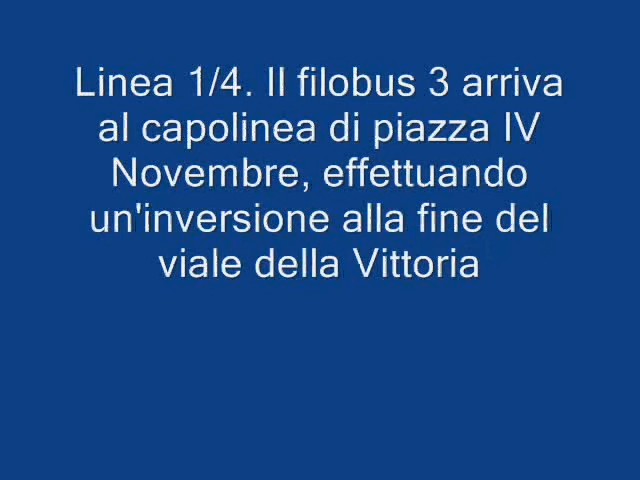 Linea 1/4. Il filobus 3 arriva
al capolinea di piazza IV
Novembre, effettuando
un'inversione alla fine del
viale della Vittoria